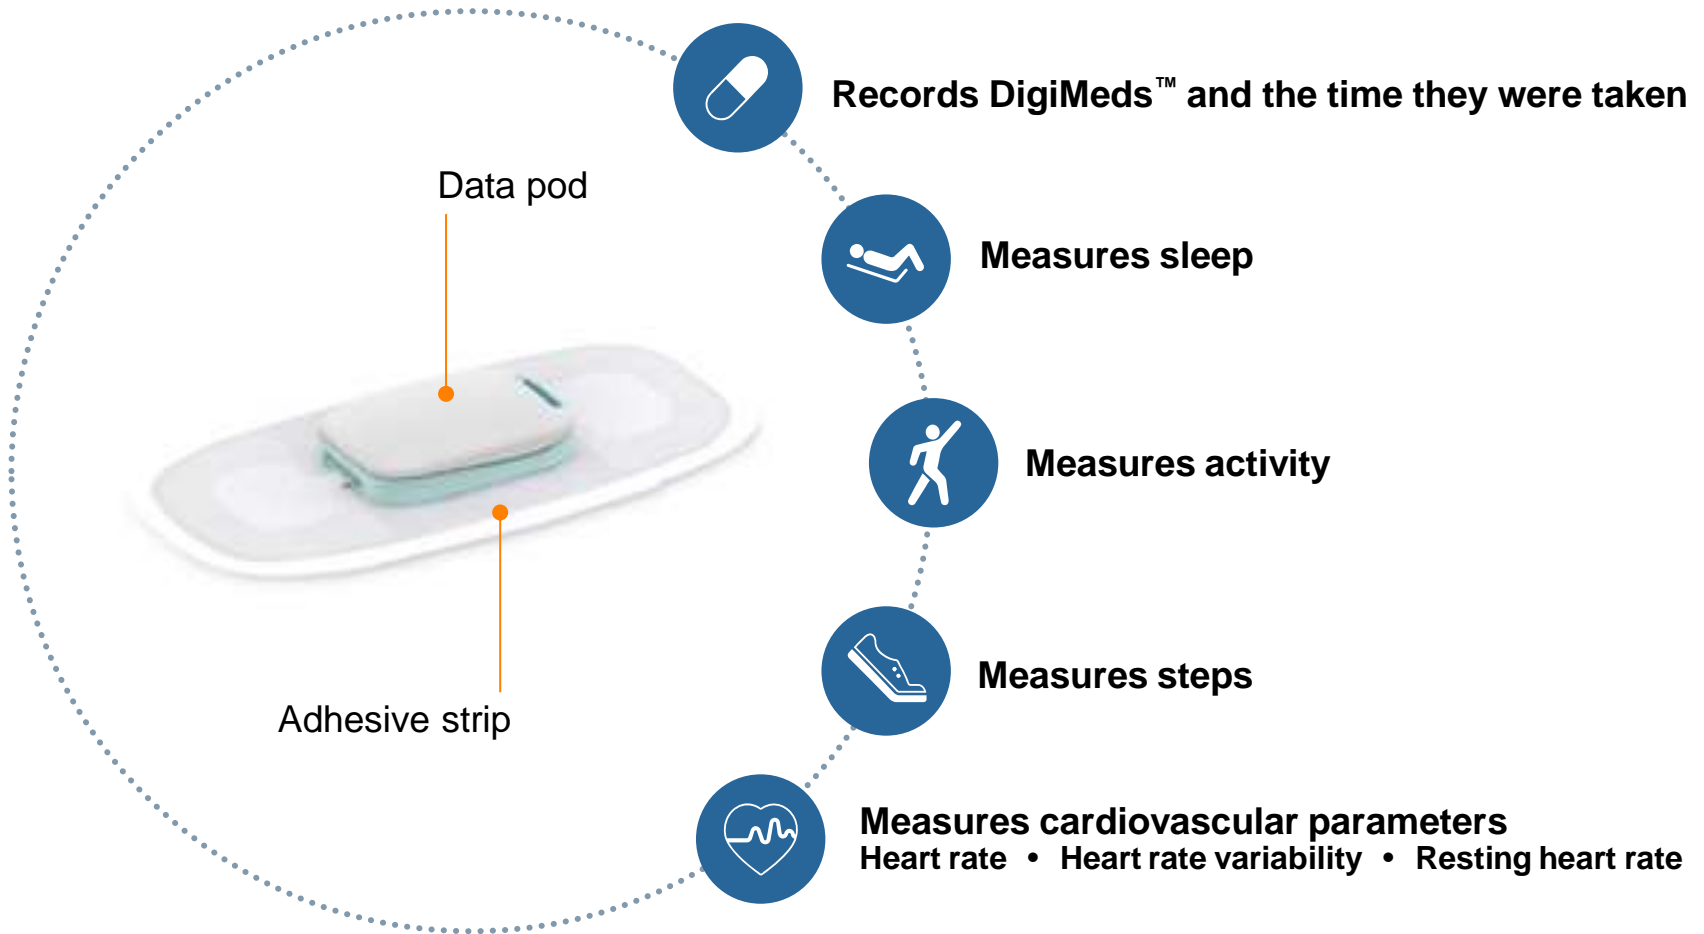 Records DigiMeds™ and the time they were taken
Data pod
Measures sleep
Measures activity
Measures steps
Adhesive strip
Measures cardiovascular parameters
Heart rate • Heart rate variability • Resting heart rate